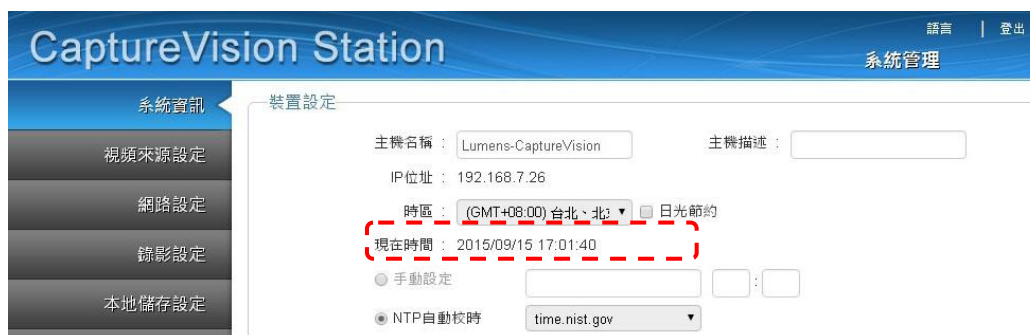 語言 | 登出
CaptureVision Station
系統管理
系統資訊
視頻來源設定
網路設定
錄影設定
本地儲存設定
裝置設定
主機名稱 : Lumens-CaptureVision 主機描述 :
IP位址 : 192.168.7.26
時區 : (GMT+08:00) 台北、 日光節約
現在時間 : 2015/09/15 17:01:40
手動設定 :
NTP自動校時 time.nist.gov